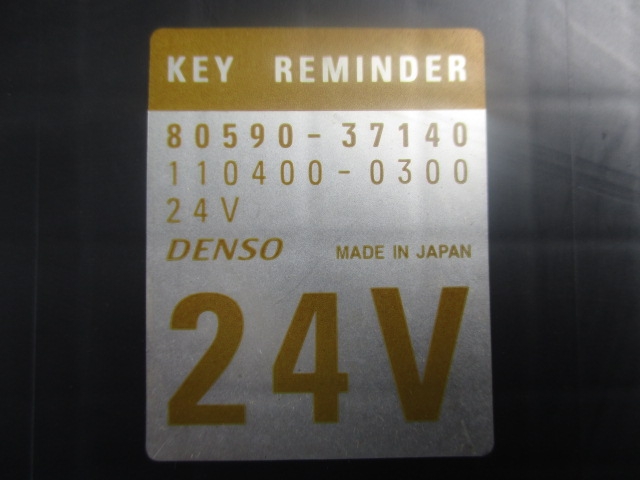 KEY REMINDER
80590-37140
110400-0300
24V
DENSO MADE IN JAPAN
24V